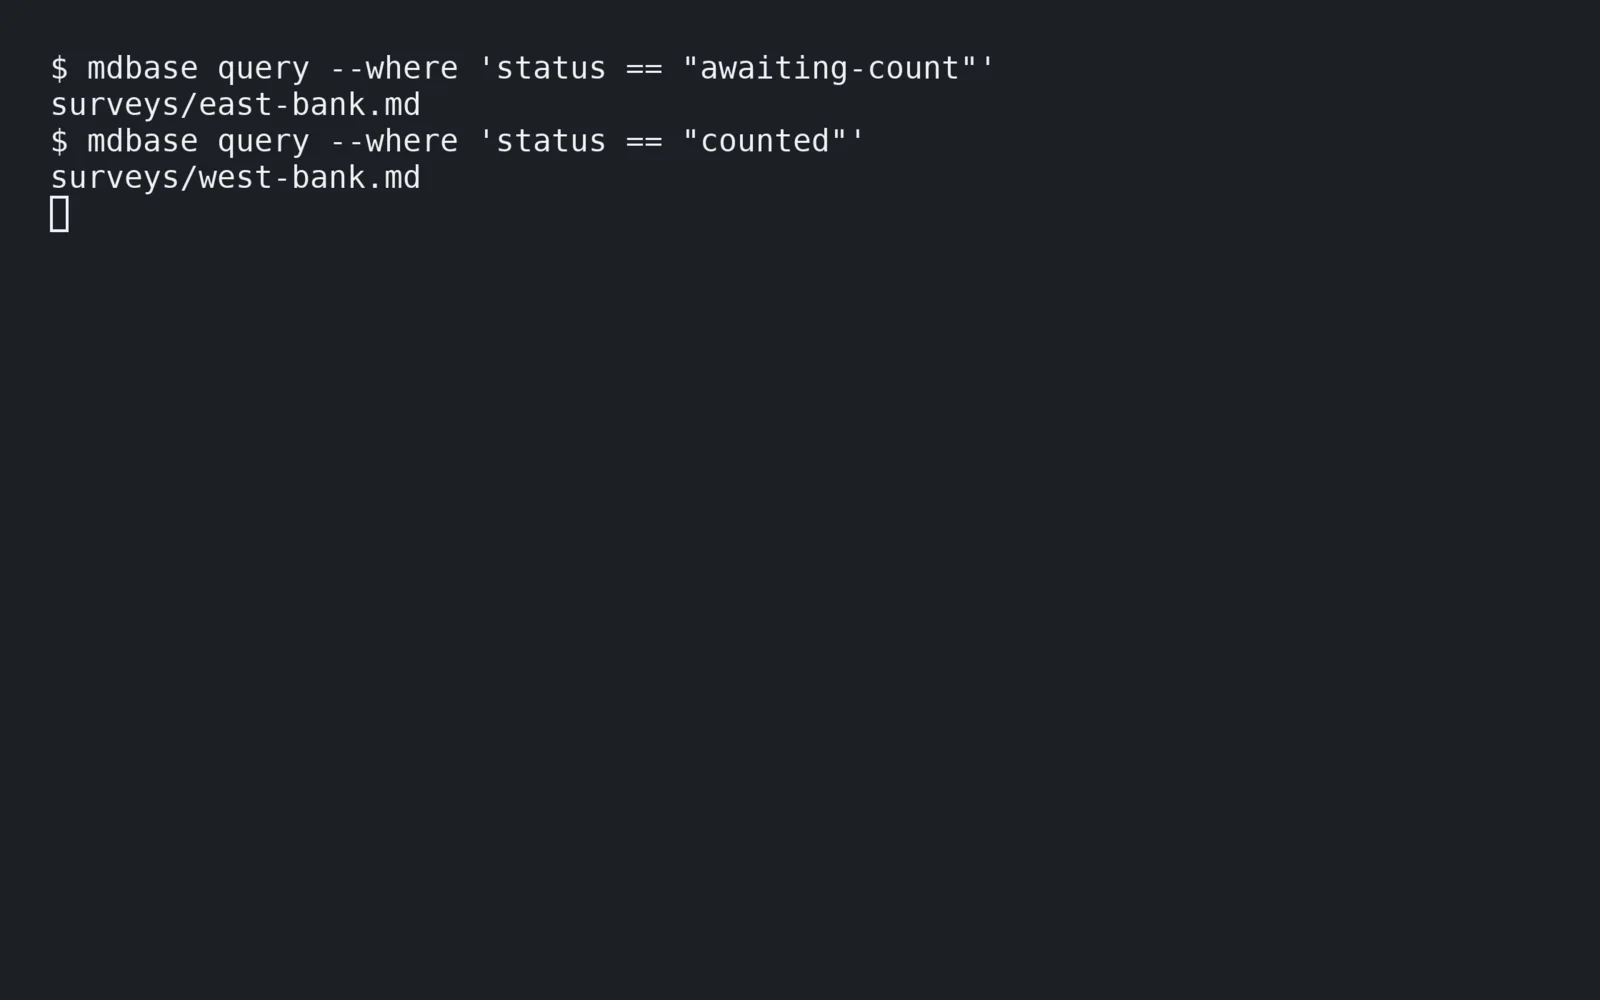 $ mdbase query --where 'status == "awaiting-count"'
surveys/east-bank.md
$ mdbase query --where 'status == "counted"'
surveys/west-bank.md